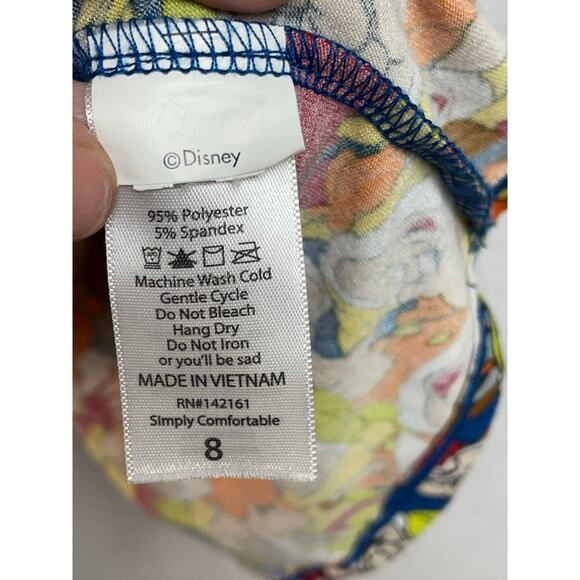 ©Disney
95% Polyester
5% Spandex
Machine Wash Cold
Gentle Cycle
Do Not Bleach
Hang Dry
Do Not Iron
or you'll be sad
MADE IN VIETNAM
RN#142161
Simply Comfortable
8